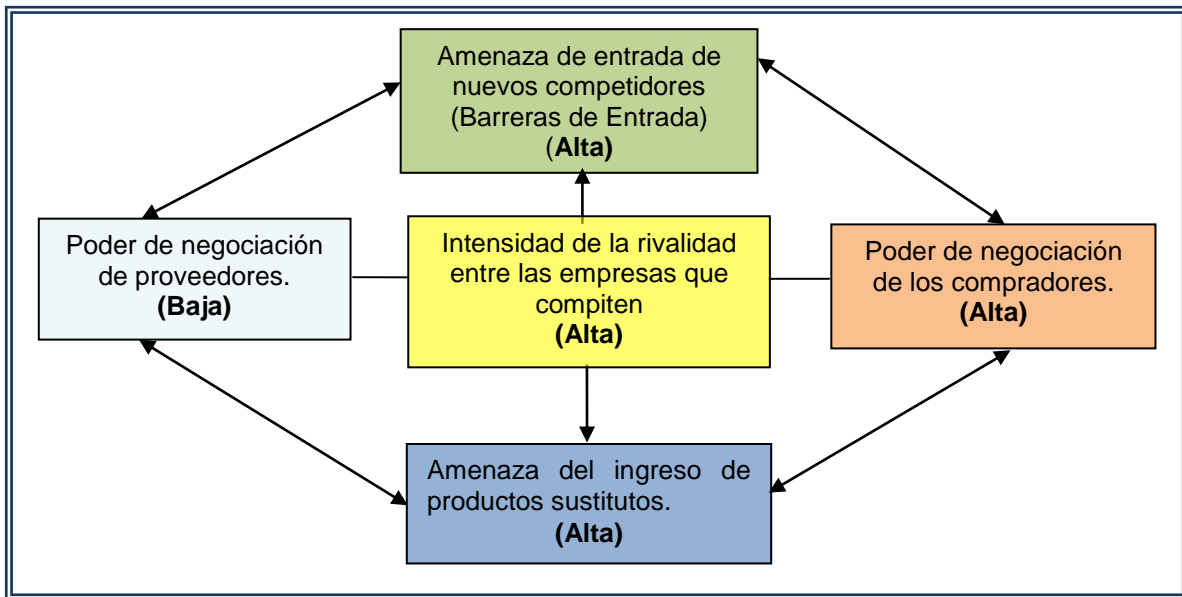 Amenaza de entrada de
nuevos competidores
(Barreras de Entrada)
(Alta)
Poder de negociación
de proveedores.
(Baja)
Intensidad de la rivalidad
entre las empresas que
compiten
(Alta)
Poder de negociación
de los compradores.
(Alta)
Amenaza del ingreso de
productos sustitutos.
(Alta)